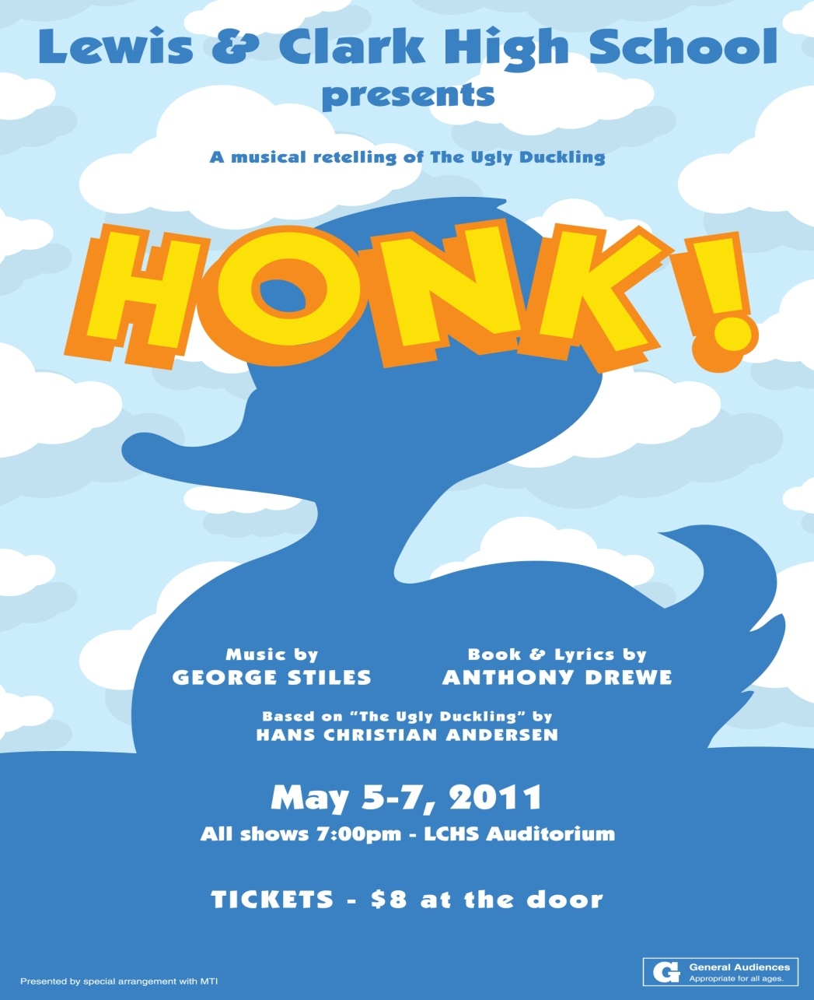 Lewis & Clark High School
presents
A musical retelling of The Ugly Duckling
HONK!
Music by
GEORGE STILES
Book & Lyrics by
ANTHONY DREWE
Based on “The Ugly Duckling” by
HANS CHRISTIAN ANDERSEN
May 5-7, 2011
All shows 7:00pm - LCHS Auditorium
TICKETS - $8 at the door
Presented by special arrangement with MTI
G
General Audiences
Appropriate for all ages.